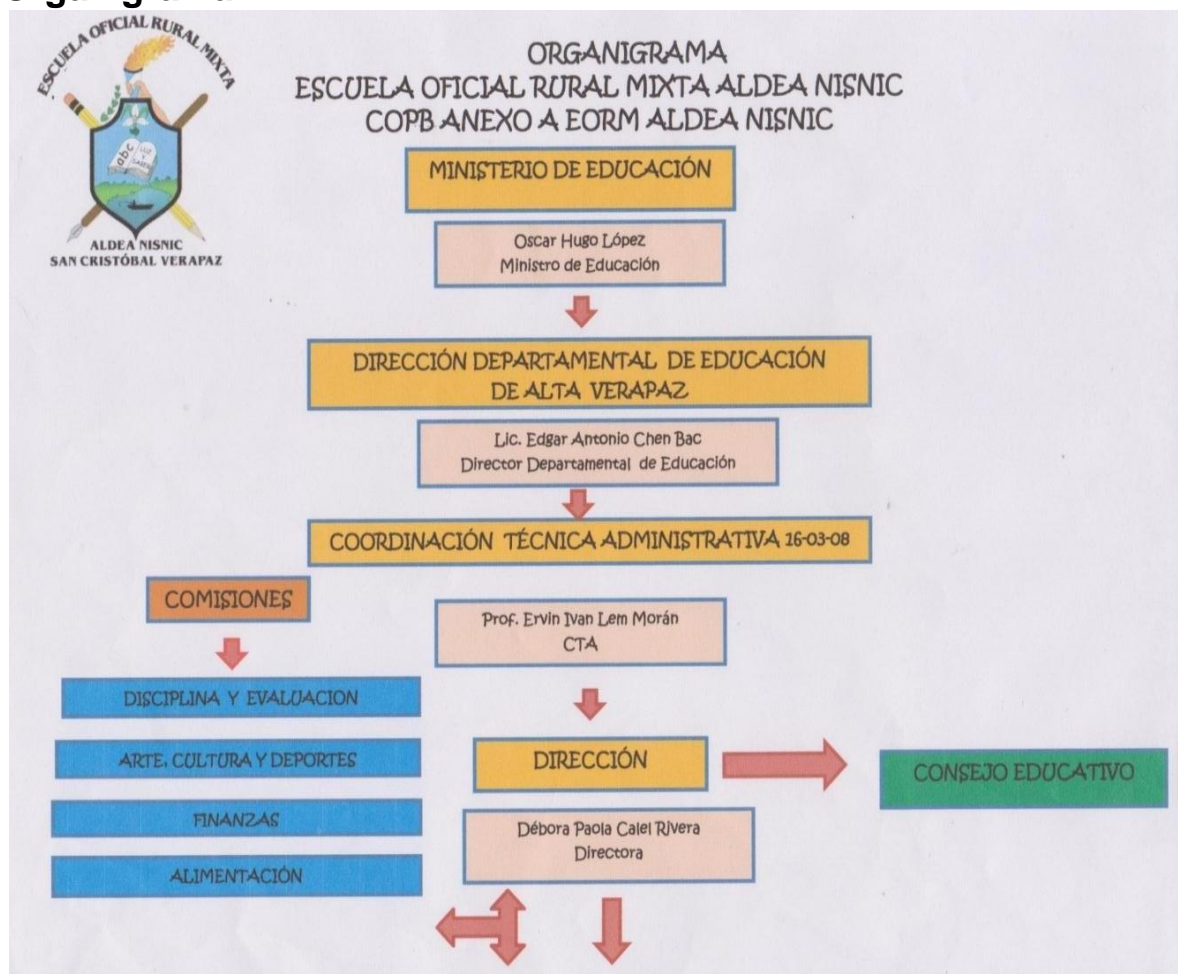 ESCUELA OFICIAL RURAL MIXTA
abc
LUZ
Y
ALDEA NISNIC
SAN CRISTÓBAL VERAPAZ
ORGANIGRAMA
ESCUELA OFICIAL RURAL MIXTA ALDEA NISNIC
COPB ANEXO A EORM ALDEA NISNIC
MINISTERIO DE EDUCACIÓN
Oscar Hugo López
Ministro de Educación
DIRECCIÓN DEPARTAMENTAL DE EDUCACIÓN
DE ALTA VERAPAZ
Lic. Edgar Antonio Chen Bac
Director Departamental de Educación
COORDINACIÓN TÉCNICA ADMINISTRATIVA 16-03-08
COMISIONES
Prof. Ervin Ivan Lem Morán
CTA
DISCIPLINA Y EVALUACION
ARTE, CULTURA Y DEPORTES
FINANZAS
ALIMENTACIÓN
DIRECCIÓN
CONSEJO EDUCATIVO
Débora Paola Calel Rivera
Directora